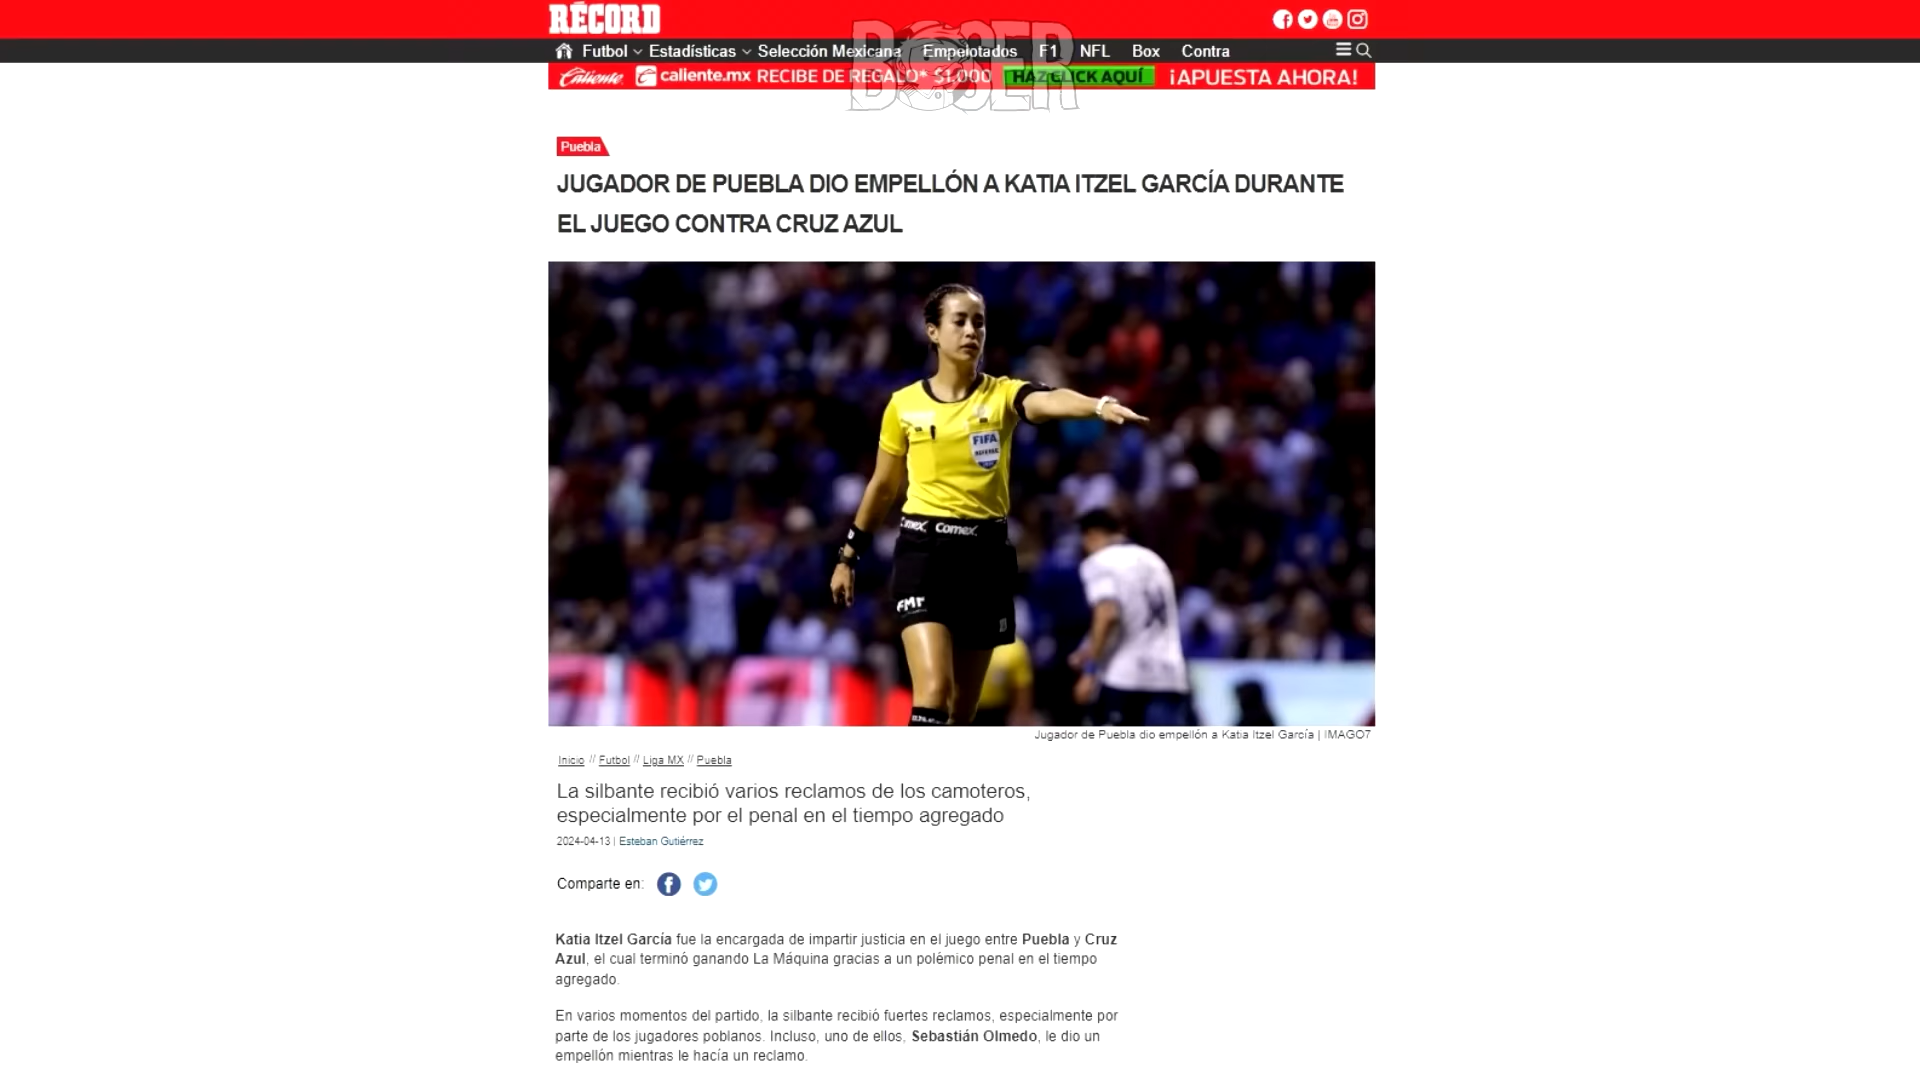 RÉCORD
Futbol Estadísticas Selección Mexicana Empelotados F1 NFL Box Contra
Caliente caliente.mx RECIBE DE REGALO* $1,000 HAZ CLICK AQUÍ ¡APUESTA AHORA!
BOSER
Puebla
JUGADOR DE PUEBLA DIO EMPELLÓN A KATIA ITZEL GARCÍA DURANTE
EL JUEGO CONTRA CRUZ AZUL
FIFA
REFEREE
Comex
Comex
FMF
Jugador de Puebla dio empellón a Katia Itzel García | IMAGO7
Inicio // Futbol // Liga MX // Puebla
La silbante recibió varios reclamos de los camoteros,
especialmente por el penal en el tiempo agregado
2024-04-13 | Esteban Gutiérrez
Comparte en:
Katia Itzel García fue la encargada de impartir justicia en el juego entre Puebla y Cruz
Azul, el cual terminó ganando La Máquina gracias a un polémico penal en el tiempo
agregado.
En varios momentos del partido, la silbante recibió fuertes reclamos, especialmente por
parte de los jugadores poblanos. Incluso, uno de ellos, Sebastián Olmedo, le dio un
empellón mientras le hacía un reclamo.